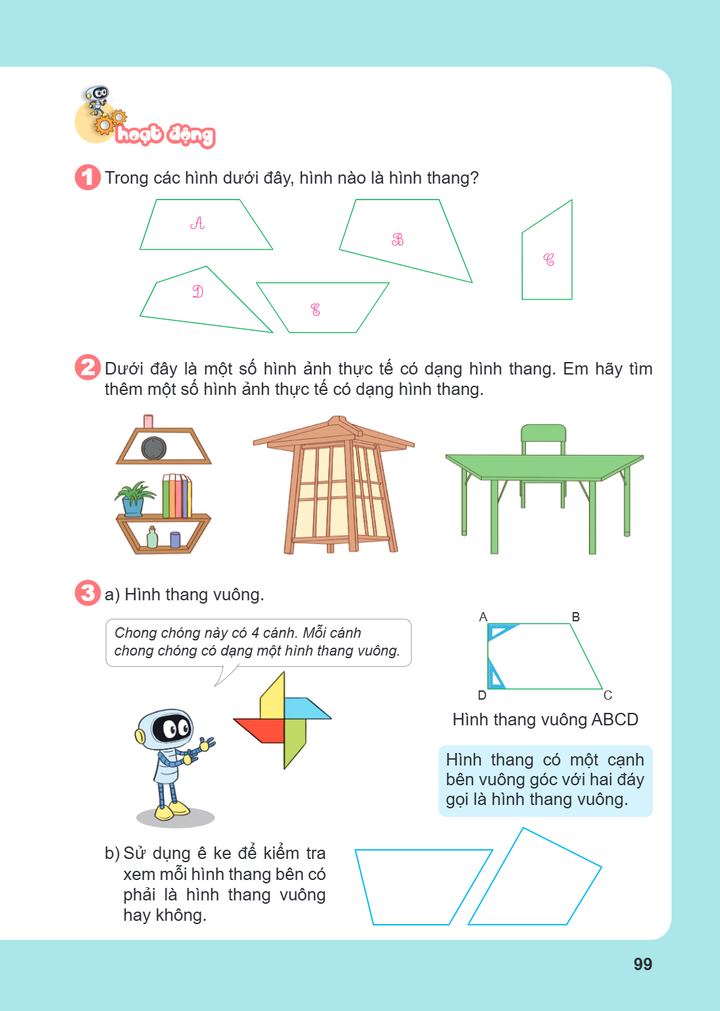 hoạt động
1 Trong các hình dưới đây, hình nào là hình thang?
A
B
C
D
E
2 Dưới đây là một số hình ảnh thực tế có dạng hình thang. Em hãy tìm
thêm một số hình ảnh thực tế có dạng hình thang.
3 a) Hình thang vuông.
Chong chóng này có 4 cánh. Mỗi cánh
chong chóng có dạng một hình thang vuông.
A B
D C
Hình thang vuông ABCD
Hình thang có một cạnh
bên vuông góc với hai đáy
gọi là hình thang vuông.
b) Sử dụng ê ke để kiểm tra
xem mỗi hình thang bên có
phải là hình thang vuông
hay không.
99